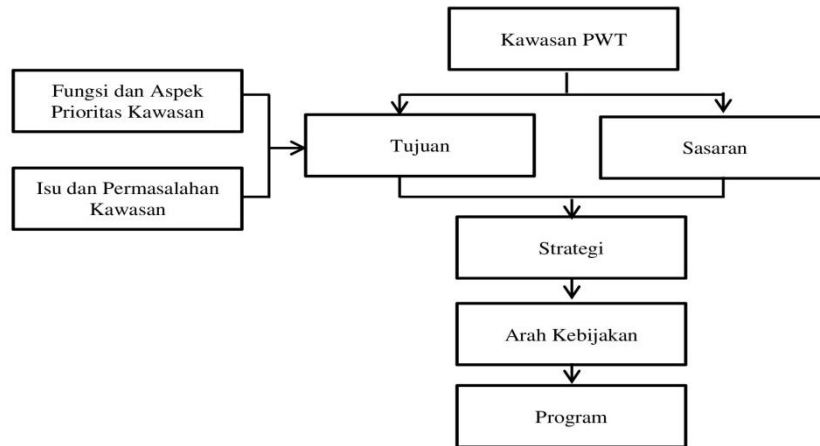 Kawasan PWT
Fungsi dan Aspek
Prioritas Kawasan
Tujuan
Sasaran
Isu dan Permasalahan
Kawasan
Strategi
Arah Kebijakan
Program